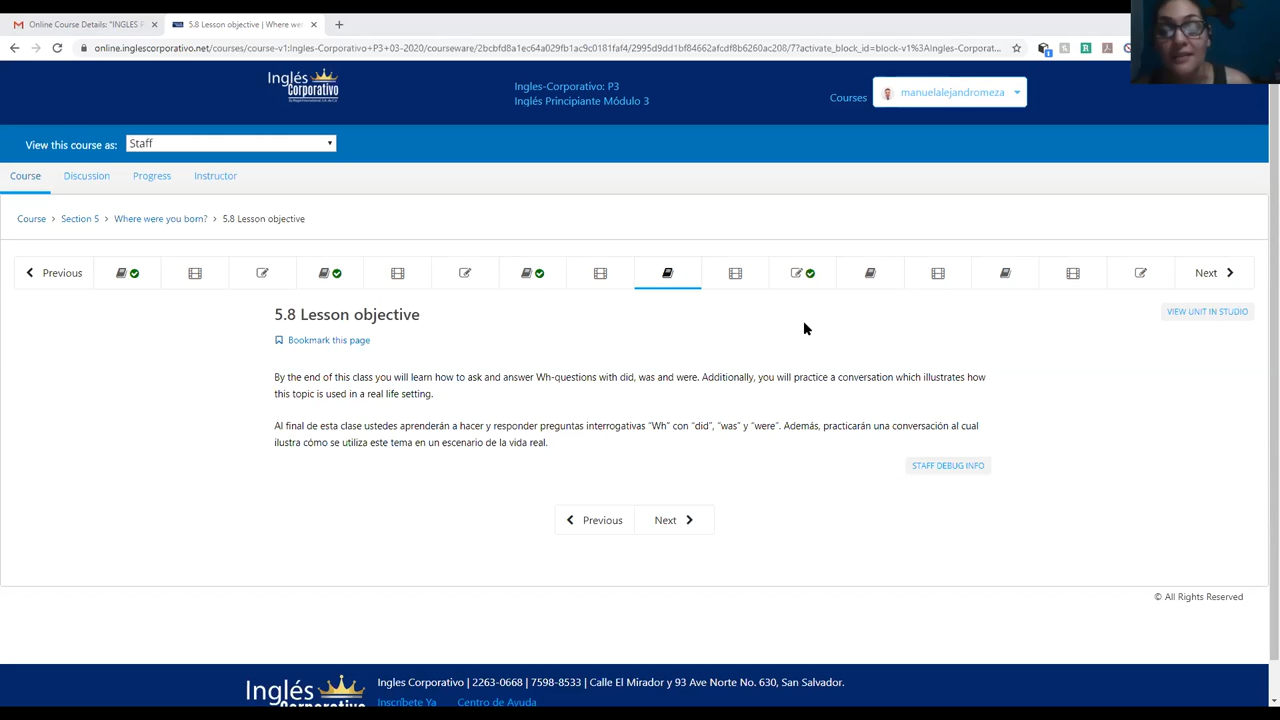 Online Course Details: "INGLES P
5.8 Lesson objective | Where we
online.inglescorporativo.net/courses/course-v1:Ingles-Corporativo+P3+03-2020/courseware/2bcbfd8a1ec64a029fb1ac9c0181faf4/2995d9dd1bf84662afcdf8b6260ac208/7?activate_block_id=block-v1%3AIngles-Corporat...
Inglés
Corporativo
Ingles-Corporativo: P3
Inglés Principiante Módulo 3
Courses
manuelalejandromeza
View this course as:
Staff
Course
Discussion
Progress
Instructor
Course > Section 5 > Where were you born? > 5.8 Lesson objective
Previous
Next
5.8 Lesson objective
VIEW UNIT IN STUDIO
Bookmark this page
By the end of this class you will learn how to ask and answer Wh-questions with did, was and were. Additionally, you will practice a conversation which illustrates how
this topic is used in a real life setting.
Al final de esta clase ustedes aprenderán a hacer y responder preguntas interrogativas “Wh” con “did”, “was” y “were”. Además, practicarán una conversación al cual
ilustra cómo se utiliza este tema en un escenario de la vida real.
STAFF DEBUG INFO
Previous
Next
© All Rights Reserved
Inglés
Corporativo
Ingles Corporativo | 2263-0668 | 7598-8533 | Calle El Mirador y 93 Ave Norte No. 630, San Salvador.
Inscríbete Ya
Centro de Ayuda